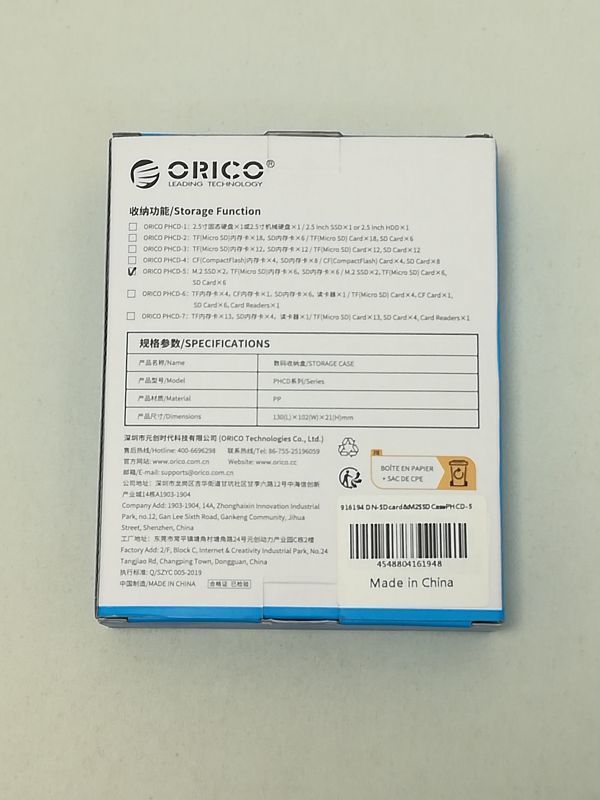 ORICO®
LEADING TECHNOLOGY
收纳功能/Storage Function
ORICO PHCD-1: 2.5寸固态硬盘×1或2.5寸机械硬盘×1 / 2.5 Inch SSD×1 or 2.5 Inch HDD×1
ORICO PHCD-2: TF(Micro SD)内存卡×18, SD内存卡×6 / TF(Micro SD) Card×18, SD Card×6
ORICO PHCD-3: TF(Micro SD)内存卡×12, SD内存卡×12 / TF(Micro SD) Card×12, SD Card×12
ORICO PHCD-4: CF(CompactFlash)内存卡×4, SD内存卡×8 / CF(CompactFlash) Card×4, SD Card×8
ORICO PHCD-5: M.2 SSD×2, TF(Micro SD)内存卡×6, SD内存卡×6 / M.2 SSD×2, TF(Micro SD) Card×6,
SD Card×6
ORICO PHCD-6: TF内存卡×4, CF内存卡×1, SD内存卡×6, 读卡器×1 / TF(Micro SD) Card×4, CF Card×1,
SD Card×6, Card Readers×1
ORICO PHCD-7: TF内存卡×13, SD内存卡×4, 读卡器×1/ TF(Micro SD) Card×13, SD Card×4, Card Readers×1
规格参数/SPECIFICATIONS
产品名称/Name 数码收纳盒/STORAGE CASE
产品型号/Model PHCD系列/Series
产品材质/Material PP
产品尺寸/Dimensions 130(L)×102(W)×21(H)mm
深圳市元创时代科技有限公司 (ORICO Technologies Co., Ltd.)
售后热线/Hotline: 400-6696298 联系热线/Tel: 86-755-25196059
官方网站: www.orico.com.cn Website: www.orico.cc
邮箱/E-mail: supports@orico.com.cn
公司地址: 深圳市龙岗区吉华街道甘坑社区甘李六路12号中海信创新
产业城14栋A1903-1904
Company Add: 1903-1904, 14A, Zhonghaixin Innovation Industrial
Park, no.12, Gan Lee Sixth Road, Gankeng Community, Jihua
Street, Shenzhen, China
工厂地址: 东莞市常平镇塘角村塘角路24号元创动力产业园C栋2楼
Factory Add: 2/F, Block C, Internet & Creativity Industrial Park, No.24
Tangjiao Rd, Changping Town, Dongguan, China
执行标准: Q/SZYC 005-2019
中国制造/MADE IN CHINA 合格证 已检验
FR
BOÎTE EN PAPIER
+ SAC DE CPE
916194 DN-SDcard&M2SSD Case PHCD-5
4548804161948
Made in China